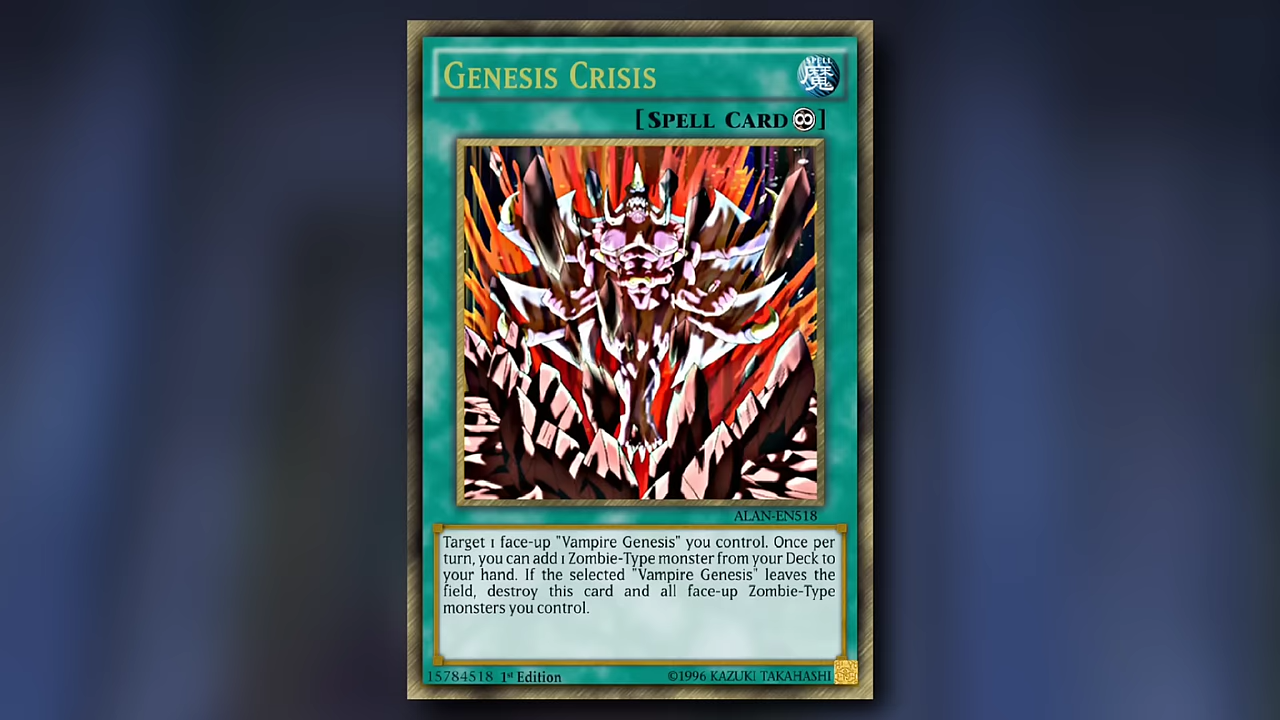 GENESIS CRISIS
SPELL
魔
[SPELL CARD∞]
ALAN-EN518
Target 1 face-up "Vampire Genesis" you control. Once per
turn, you can add 1 Zombie-Type monster from your Deck to
your hand. If the selected "Vampire Genesis" leaves the
field, destroy this card and all face-up Zombie-Type
monsters you control.
15784518 1st Edition ©1996 KAZUKI TAKAHASHI